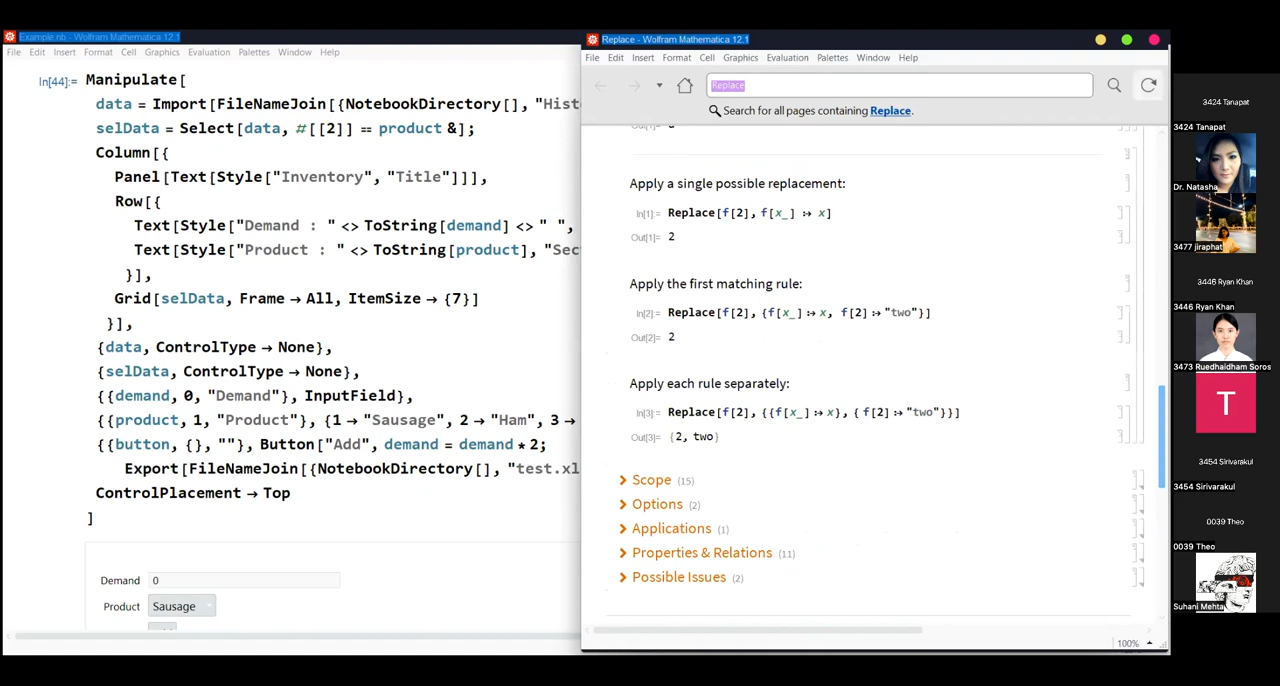 Example.nb - Wolfram Mathematica 12.1
File Edit Insert Format Cell Graphics Evaluation Palettes Window Help
In[44]:= Manipulate[
data = Import[FileNameJoin[{NotebookDirectory[], "Hist
selData = Select[data, #[[2]] == product &];
Column[{
Panel[Text[Style["Inventory", "Title"]]],
Row[{
Text[Style["Demand : " <> ToString[demand] <> " ",
Text[Style["Product : " <> ToString[product], "Sec
}],
Grid[selData, Frame → All, ItemSize → {7}]
}],
{data, ControlType → None},
{selData, ControlType → None},
{{demand, 0, "Demand"}, InputField},
{{product, 1, "Product"}, {1 → "Sausage", 2 → "Ham", 3 →
{{button, {}, ""}, Button["Add", demand = demand * 2;
Export[FileNameJoin[{NotebookDirectory[], "test.xl
ControlPlacement → Top
]
Demand 0
Product Sausage
Replace - Wolfram Mathematica 12.1
File Edit Insert Format Cell Graphics Evaluation Palettes Window Help
Replace
Search for all pages containing Replace.
Apply a single possible replacement:
In[1]:= Replace[f[2], f[x_] :→ x]
Out[1]= 2
Apply the first matching rule:
In[2]:= Replace[f[2], {f[x_] :→ x, f[2] :→ "two"}]
Out[2]= 2
Apply each rule separately:
In[3]:= Replace[f[2], {{f[x_] :→ x}, { f[2] :→ "two"}}]
Out[3]= {2, two}
Scope (15)
Options (2)
Applications (1)
Properties & Relations (11)
Possible Issues (2)
100%
3424 Tanapat
3424 Tanapat
Dr. Natasha
3477 jiraphat
3446 Ryan Khan
3446 Ryan Khan
3473 Ruedhaidham Soros
T
3454 Sirivarakul
3454 Sirivarakul
0039 Theo
0039 Theo
Suhani Mehta